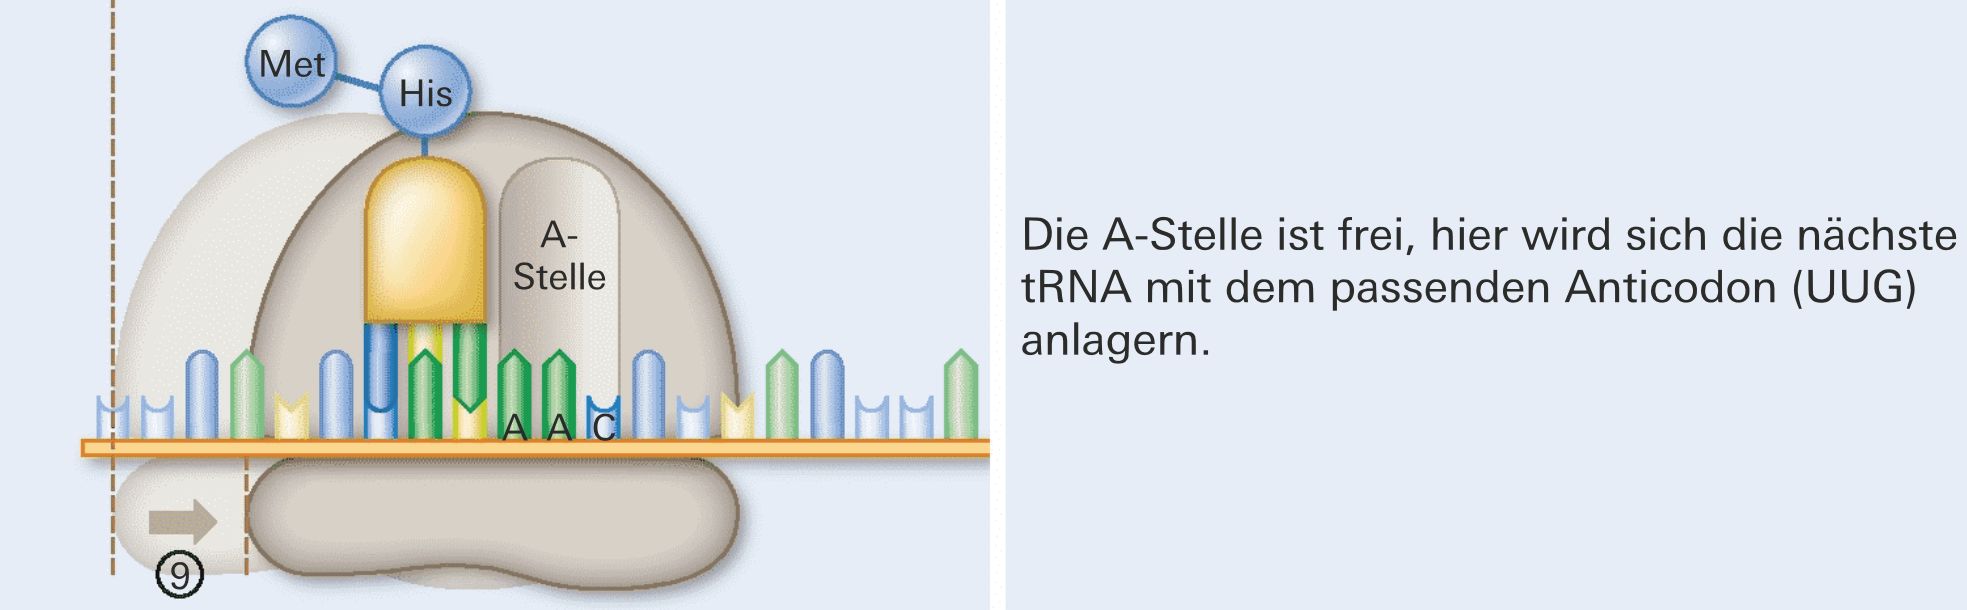 Met
His
A-
Stelle
A A C
9
Die A-Stelle ist frei, hier wird sich die nächste
tRNA mit dem passenden Anticodon (UUG)
anlagern.